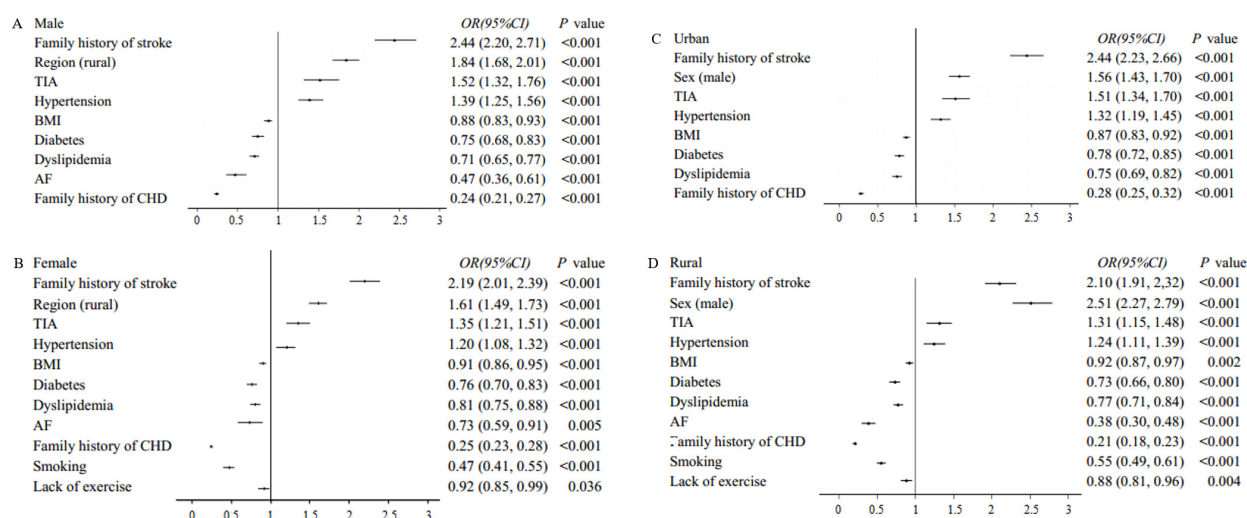 A Male OR(95%CI) P value
Family history of stroke 2.44 (2.20, 2.71) <0.001
Region (rural) 1.84 (1.68, 2.01) <0.001
TIA 1.52 (1.32, 1.76) <0.001
Hypertension 1.39 (1.25, 1.56) <0.001
BMI 0.88 (0.83, 0.93) <0.001
Diabetes 0.75 (0.68, 0.83) <0.001
Dyslipidemia 0.71 (0.65, 0.77) <0.001
AF 0.47 (0.36, 0.61) <0.001
Family history of CHD 0.24 (0.21, 0.27) <0.001
0 0.5 1 1.5 2 2.5 3
B Female OR(95%CI) P value
Family history of stroke 2.19 (2.01, 2.39) <0.001
Region (rural) 1.61 (1.49, 1.73) <0.001
TIA 1.35 (1.21, 1.51) <0.001
Hypertension 1.20 (1.08, 1.32) <0.001
BMI 0.91 (0.86, 0.95) <0.001
Diabetes 0.76 (0.70, 0.83) <0.001
Dyslipidemia 0.81 (0.75, 0.88) <0.001
AF 0.73 (0.59, 0.91) 0.005
Family history of CHD 0.25 (0.23, 0.28) <0.001
Smoking 0.47 (0.41, 0.55) <0.001
Lack of exercise 0.92 (0.85, 0.99) 0.036
0 0.5 1 1.5 2 2.5 3
C Urban OR(95%CI) P value
Family history of stroke 2.44 (2.23, 2.66) <0.001
Sex (male) 1.56 (1.43, 1.70) <0.001
TIA 1.51 (1.34, 1.70) <0.001
Hypertension 1.32 (1.19, 1.45) <0.001
BMI 0.87 (0.83, 0.92) <0.001
Diabetes 0.78 (0.72, 0.85) <0.001
Dyslipidemia 0.75 (0.69, 0.82) <0.001
Family history of CHD 0.28 (0.25, 0.32) <0.001
0 0.5 1 1.5 2 2.5 3
D Rural OR(95%CI) P value
Family history of stroke 2.10 (1.91, 2,32) <0.001
Sex (male) 2.51 (2.27, 2.79) <0.001
TIA 1.31 (1.15, 1.48) <0.001
Hypertension 1.24 (1.11, 1.39) <0.001
BMI 0.92 (0.87, 0.97) 0.002
Diabetes 0.73 (0.66, 0.80) <0.001
Dyslipidemia 0.77 (0.71, 0.84) <0.001
AF 0.38 (0.30, 0.48) <0.001
Family history of CHD 0.21 (0.18, 0.23) <0.001
Smoking 0.55 (0.49, 0.61) <0.001
Lack of exercise 0.88 (0.81, 0.96) 0.004
0 0.5 1 1.5 2 2.5 3